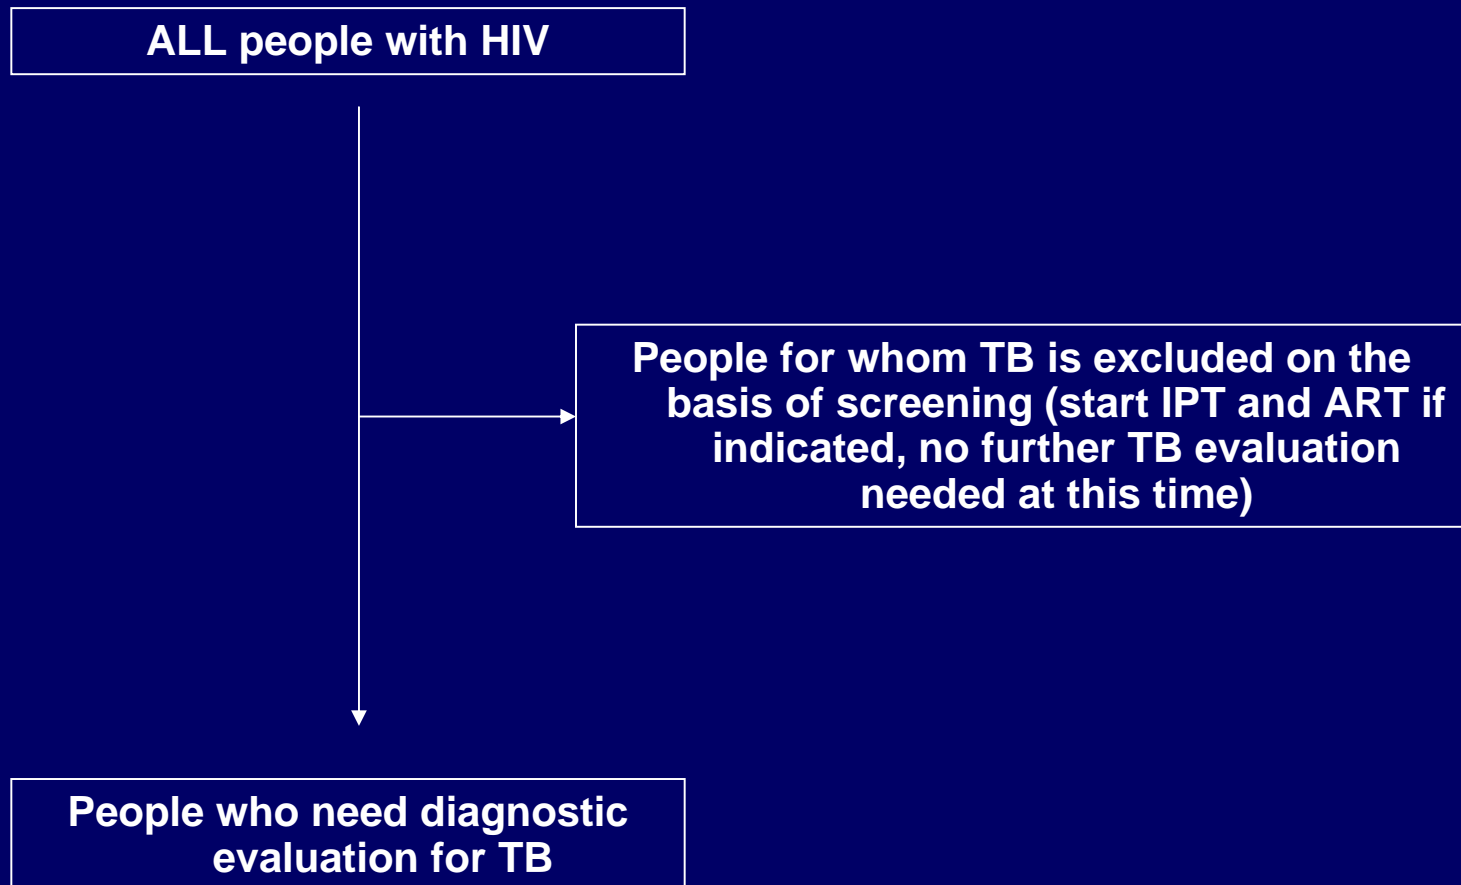 ALL people with HIV
People for whom TB is excluded on the
basis of screening (start IPT and ART if
indicated, no further TB evaluation
needed at this time)
People who need diagnostic
evaluation for TB